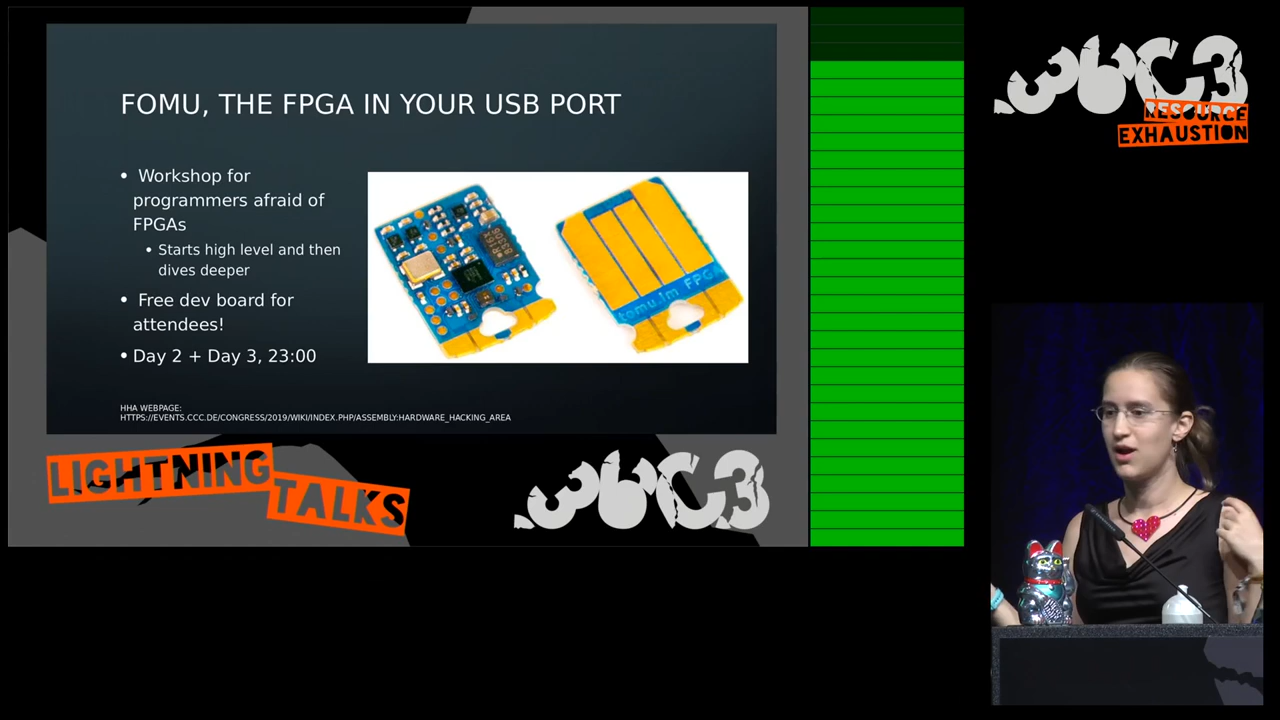 FOMU, THE FPGA IN YOUR USB PORT
• Workshop for
programmers afraid of
FPGAs
• Starts high level and then
dives deeper
• Free dev board for
attendees!
• Day 2 + Day 3, 23:00
tomu.im FPGA
HHA WEBPAGE:
HTTPS://EVENTS.CCC.DE/CONGRESS/2019/WIKI/INDEX.PHP/ASSEMBLY:HARDWARE_HACKING_AREA
LIGHTNING
TALKS
36C3
36C3
RESOURCE
EXHAUSTION